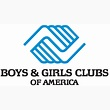 BOYS & GIRLS CLUBS
OF AMERICA